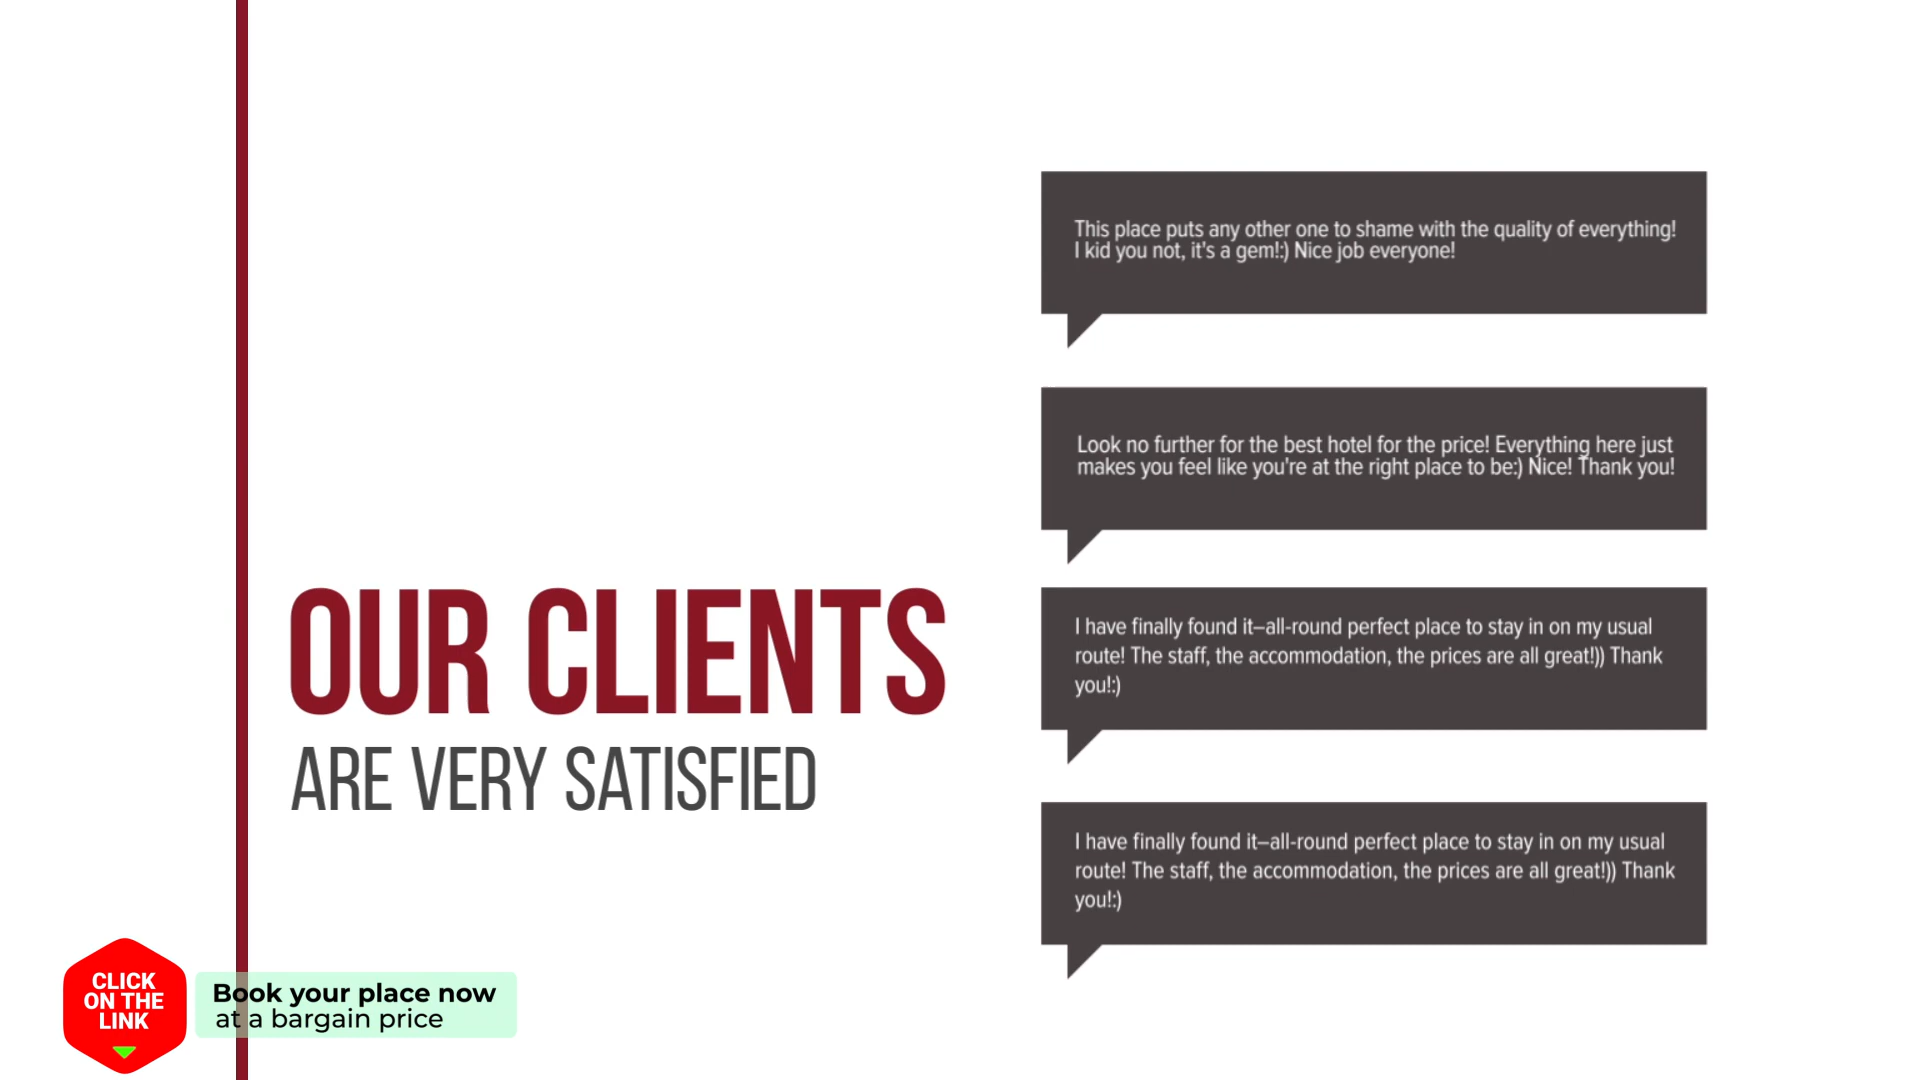 This place puts any other one to shame with the quality of everything!
I kid you not, it's a gem!:) Nice job everyone!
Look no further for the best hotel for the price! Everything here just
makes you feel like you're at the right place to be:) Nice! Thank you!
OUR CLIENTS
ARE VERY SATISFIED
I have finally found it–all-round perfect place to stay in on my usual
route! The staff, the accommodation, the prices are all great!)) Thank
you!:)
I have finally found it–all-round perfect place to stay in on my usual
route! The staff, the accommodation, the prices are all great!)) Thank
you!:)
CLICK
ON THE
LINK
Book your place now
at a bargain price